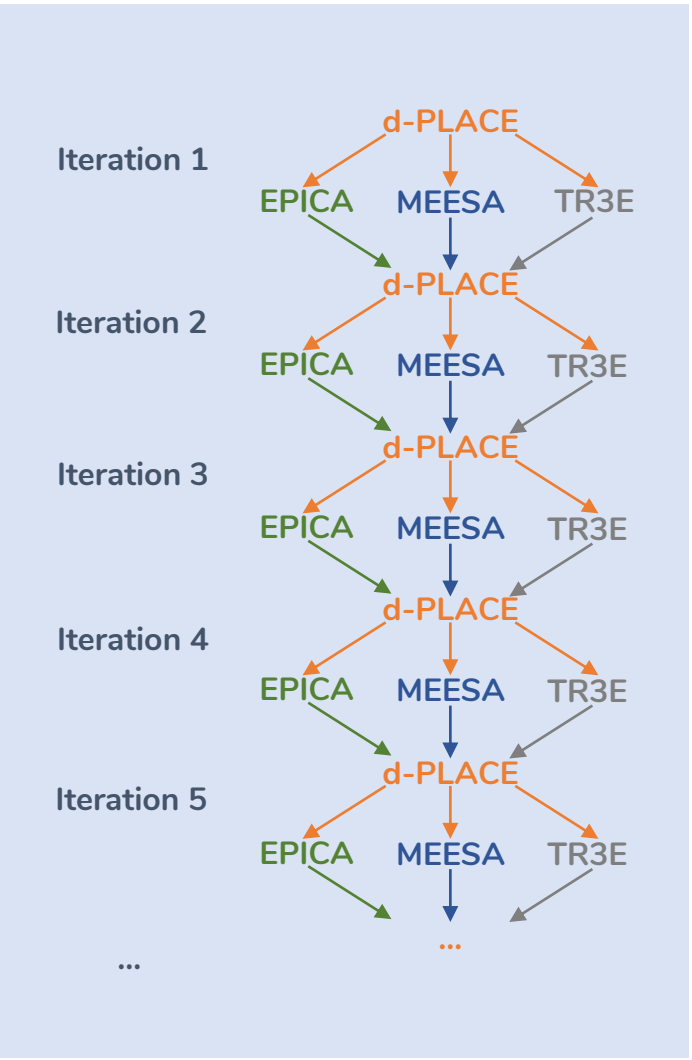 d-PLACE
Iteration 1
EPICA MEESA TR3E
d-PLACE
Iteration 2
EPICA MEESA TR3E
d-PLACE
Iteration 3
EPICA MEESA TR3E
d-PLACE
Iteration 4
EPICA MEESA TR3E
d-PLACE
Iteration 5
EPICA MEESA TR3E
...
...